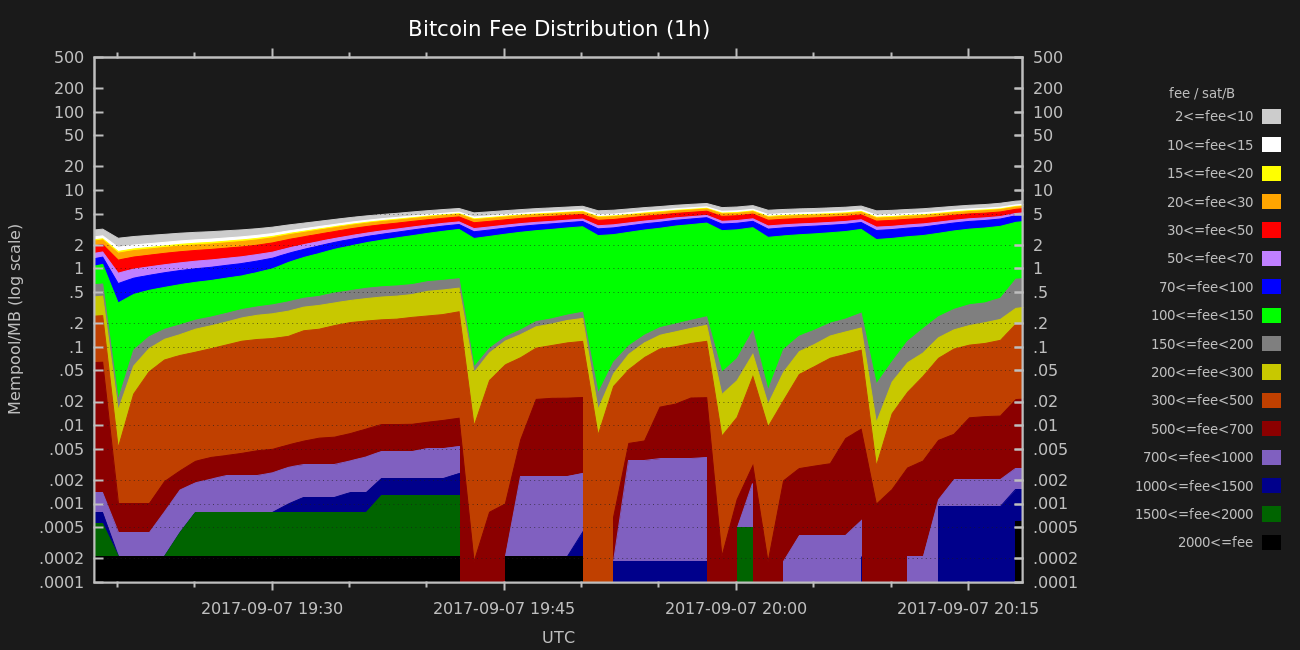 Bitcoin Fee Distribution (1h)
500
200
100
50
20
10
5
2
1
.5
.2
.1
.05
.02
.01
.005
.002
.001
.0005
.0002
.0001
Mempool/MB (log scale)
500
200
100
50
20
10
5
2
1
.5
.2
.1
.05
.02
.01
.005
.002
.001
.0005
.0002
.0001
2017-09-07 19:30
2017-09-07 19:45
2017-09-07 20:00
2017-09-07 20:15
UTC
fee / sat/B
2<=fee<10
10<=fee<15
15<=fee<20
20<=fee<30
30<=fee<50
50<=fee<70
70<=fee<100
100<=fee<150
150<=fee<200
200<=fee<300
300<=fee<500
500<=fee<700
700<=fee<1000
1000<=fee<1500
1500<=fee<2000
2000<=fee